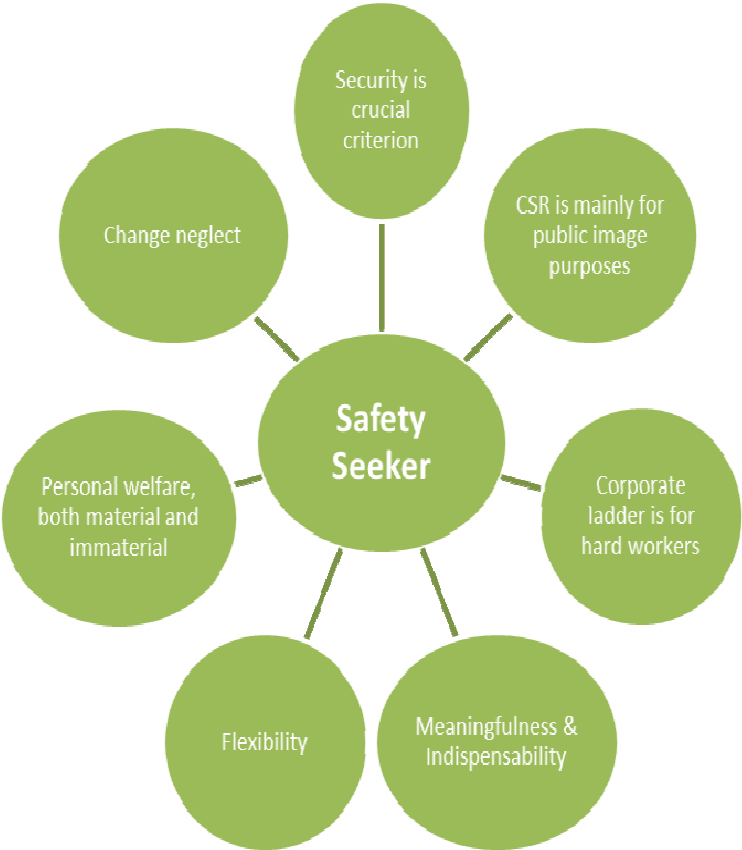 Security is
crucial
criterion
CSR is mainly for
public image
purposes
Change neglect
Safety
Seeker
Personal welfare,
both material and
immaterial
Corporate
ladder is for
hard workers
Flexibility
Meaningfulness &
Indispensability